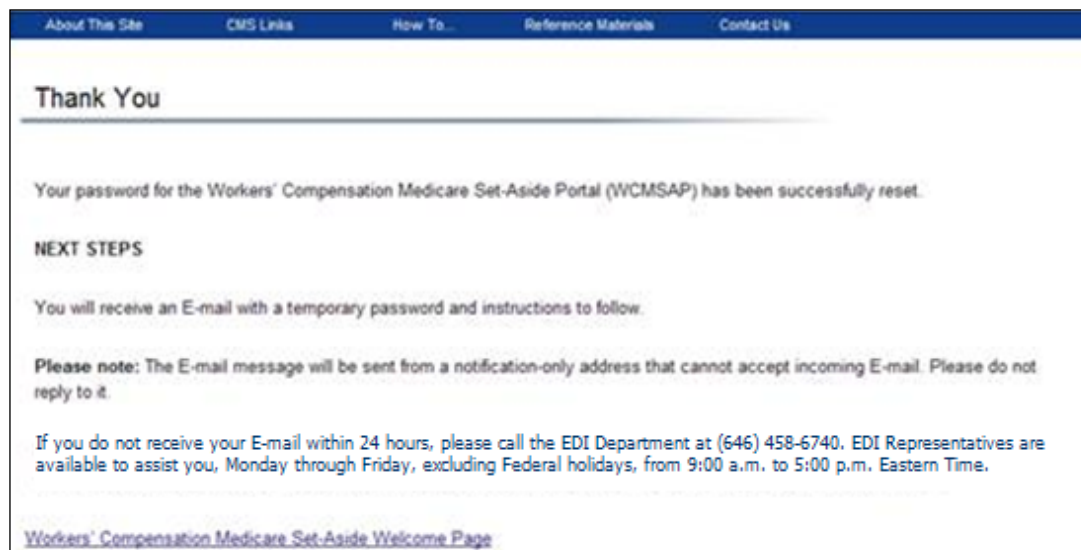 About This Site CMS Links How To... Reference Materials Contact Us
Thank You
Your password for the Workers' Compensation Medicare Set-Aside Portal (WCMSAP) has been successfully reset.
NEXT STEPS
You will receive an E-mail with a temporary password and instructions to follow.
Please note: The E-mail message will be sent from a notification-only address that cannot accept incoming E-mail. Please do not
reply to it.
If you do not receive your E-mail within 24 hours, please call the EDI Department at (646) 458-6740. EDI Representatives are
available to assist you, Monday through Friday, excluding Federal holidays, from 9:00 a.m. to 5:00 p.m. Eastern Time.
Workers' Compensation Medicare Set-Aside Welcome Page